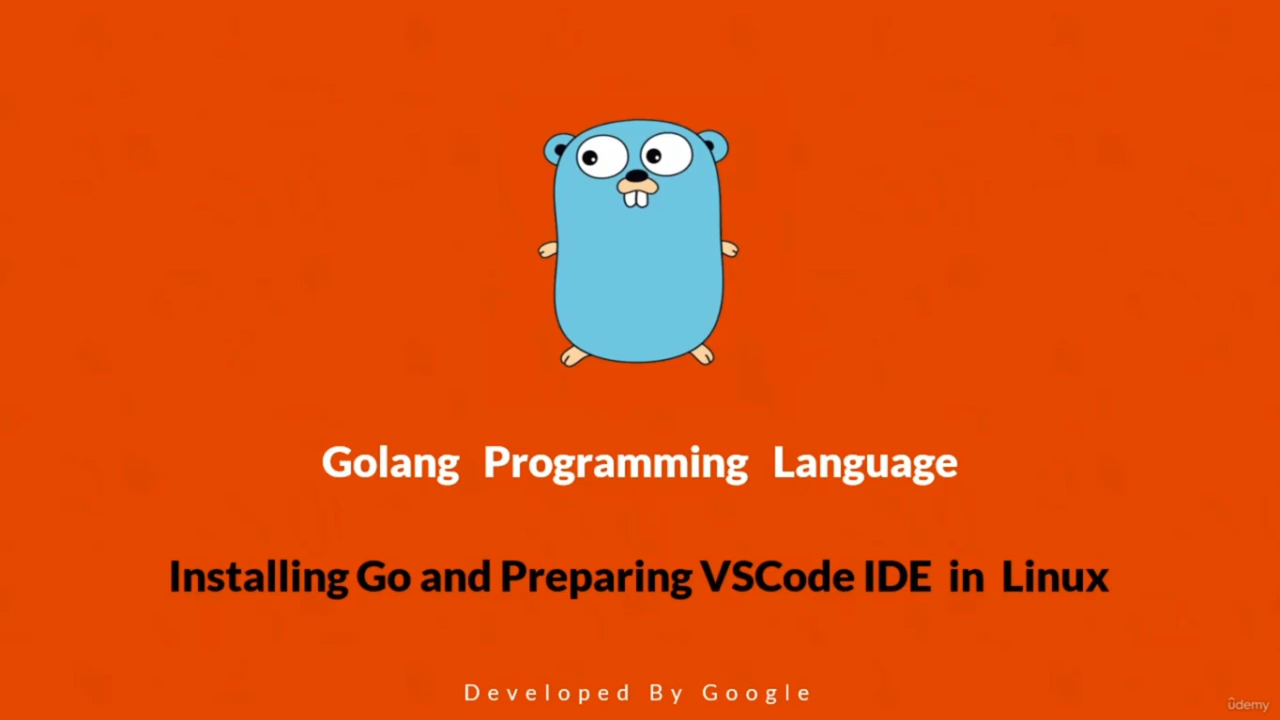 Golang Programming Language
Installing Go and Preparing VSCode IDE in Linux
Developed By Google
ûdemy